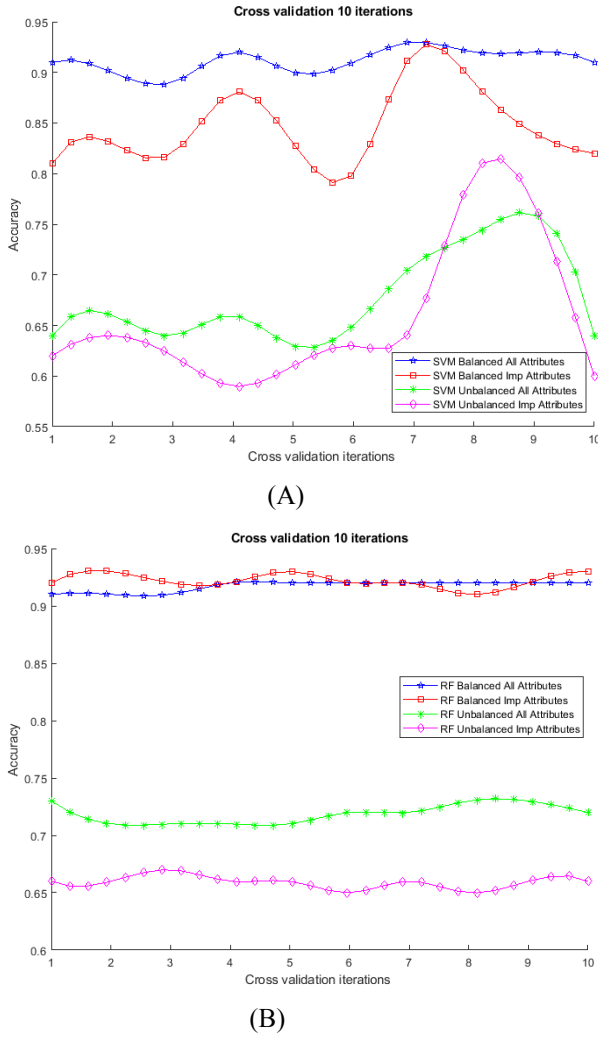 Cross validation 10 iterations
0.95
0.9
0.85
0.8
0.75
0.7
0.65
0.6
0.55
Accuracy
SVM Balanced All Attributes
SVM Balanced Imp Attributes
SVM Unbalanced All Attributes
SVM Unbalanced Imp Attributes
1 2 3 4 5 6 7 8 9 10
Cross validation iterations
(A)
Cross validation 10 iterations
0.95
0.9
0.85
0.8
0.75
0.7
0.65
0.6
Accuracy
RF Balanced All Attributes
RF Balanced Imp Attributes
RF Unbalanced All Attributes
RF Unbalanced Imp Attributes
1 2 3 4 5 6 7 8 9 10
Cross validation iterations
(B)